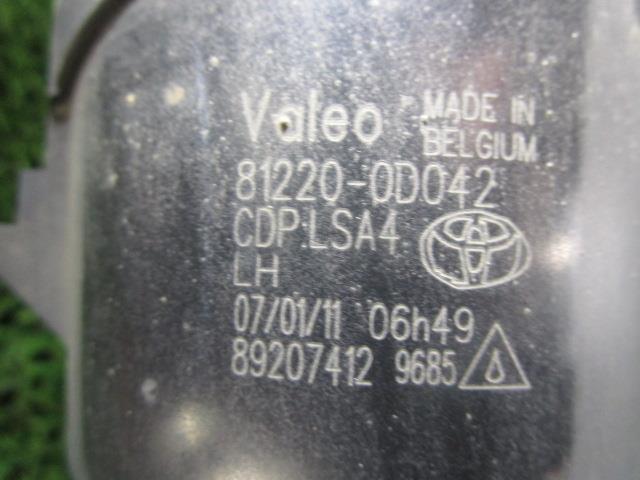 Valeo MADE IN BELGIUM
81220-0D042
CDP.LSA4
LH
07/01/11 06h49
89207412 9685